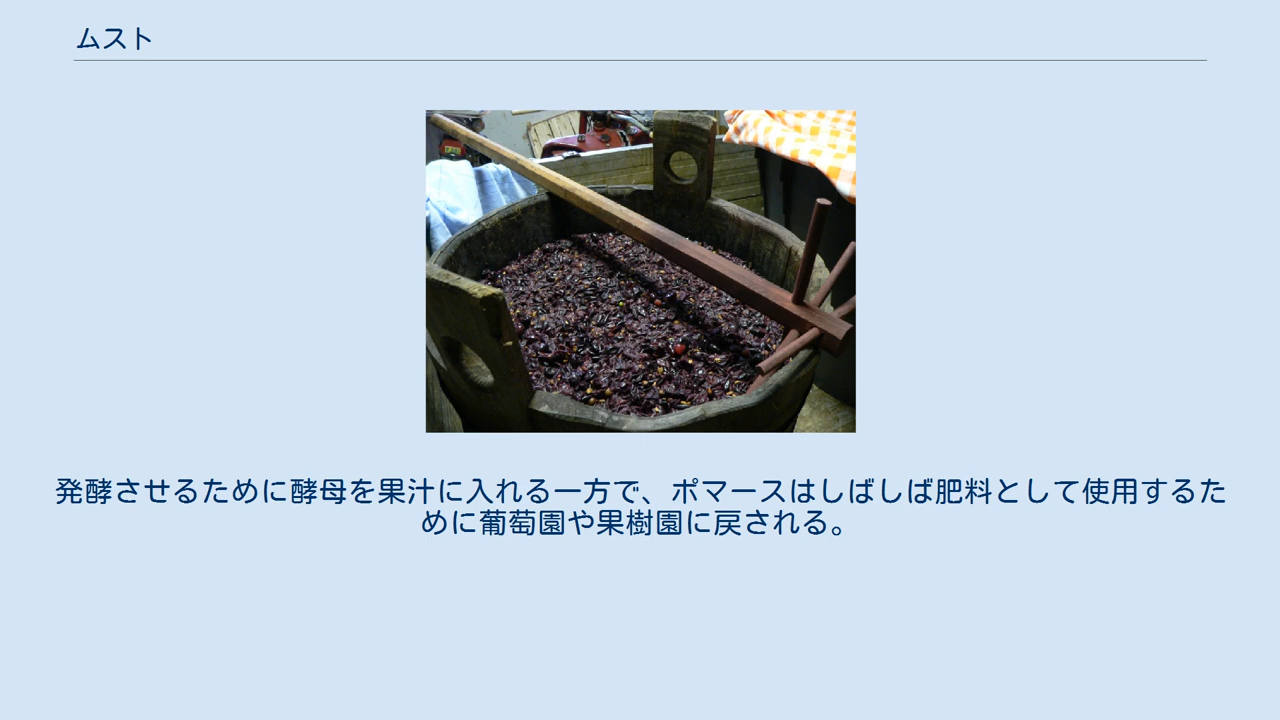 ムスト
発酵させるために酵母を果汁に入れる一方で、ポマースはしばしば肥料として使用するた
めに葡萄園や果樹園に戻される。